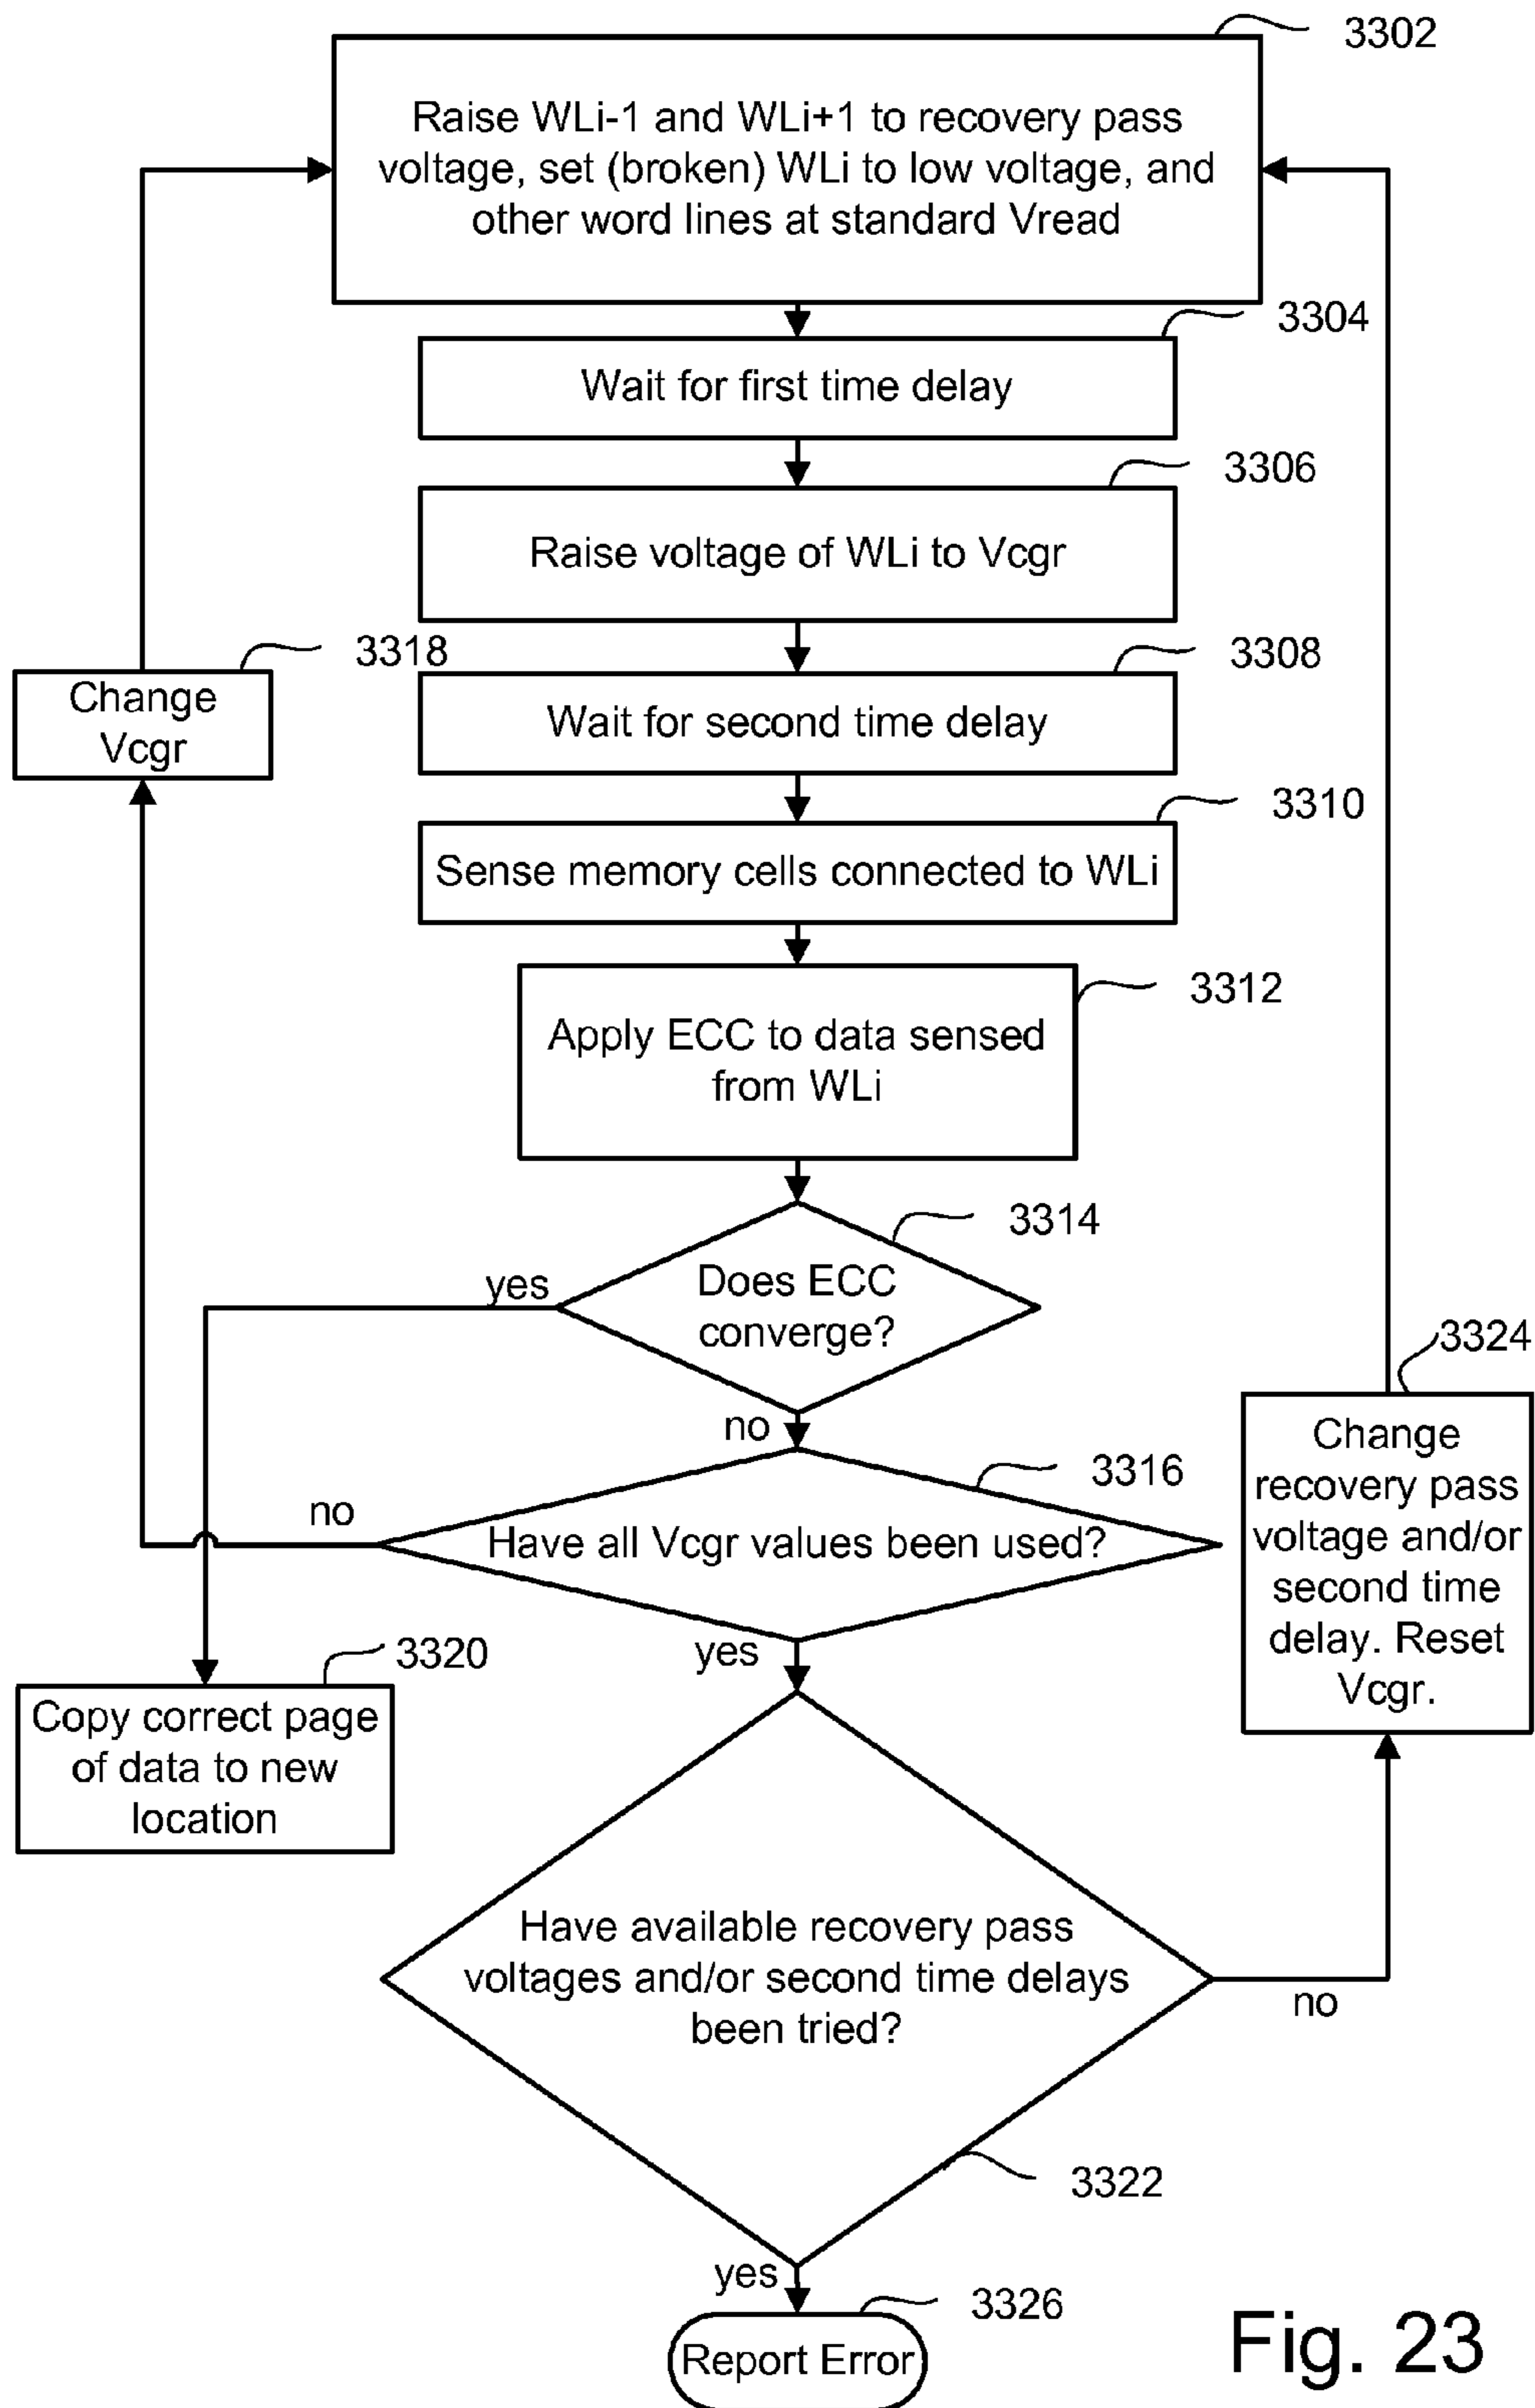 3302
Raise WLi-1 and WLi+1 to recovery pass
voltage, set (broken) WLi to low voltage, and
other word lines at standard Vread
3304
Wait for first time delay
3306
Raise voltage of WLi to Vcgr
3318
Change
Vcgr
3308
Wait for second time delay
3310
Sense memory cells connected to WLi
3312
Apply ECC to data sensed
from WLi
3314
yes
Does ECC
converge?
no
3324
Change
recovery pass
voltage and/or
second time
delay. Reset
Vcgr.
3316
no
Have all Vcgr values been used?
yes
3320
Copy correct page
of data to new
location
Have available recovery pass
voltages and/or second time delays
been tried?
no
3322
yes
3326
Report Error
Fig. 23